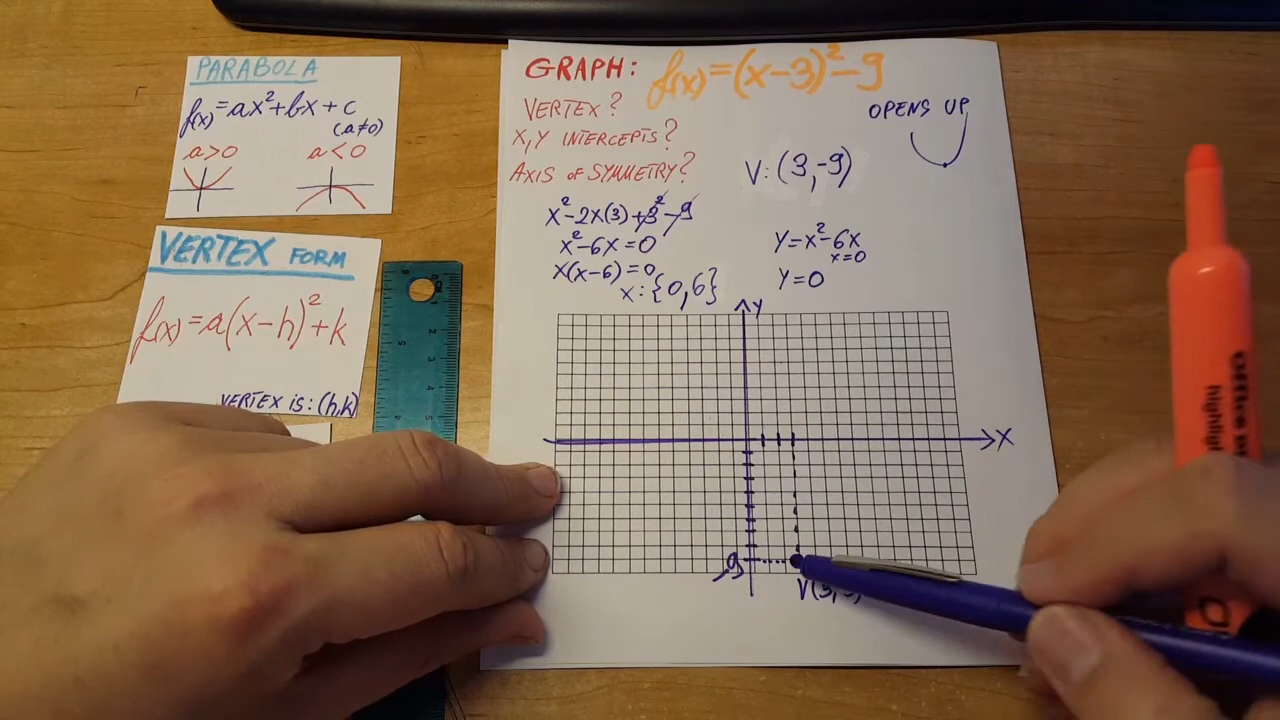 PARABOLA
f(x)=ax²+bx+c
(a≠0)
a>0
a<0
VERTEX FORM
f(x)=a(x-h)²+k
VERTEX IS: (h,k)
GRAPH: f(x)=(x-3)²-9
VERTEX?
X,Y INTERCEPTS?
AXIS OF SYMMETRY?
OPENS UP
V: (3,-9)
x²-2x(3)+3²-9
x²-6x=0
x(x-6)=0
x: {0,6}
Y=x²-6x
x=0
Y=0
Y
X
-9
office
highligh